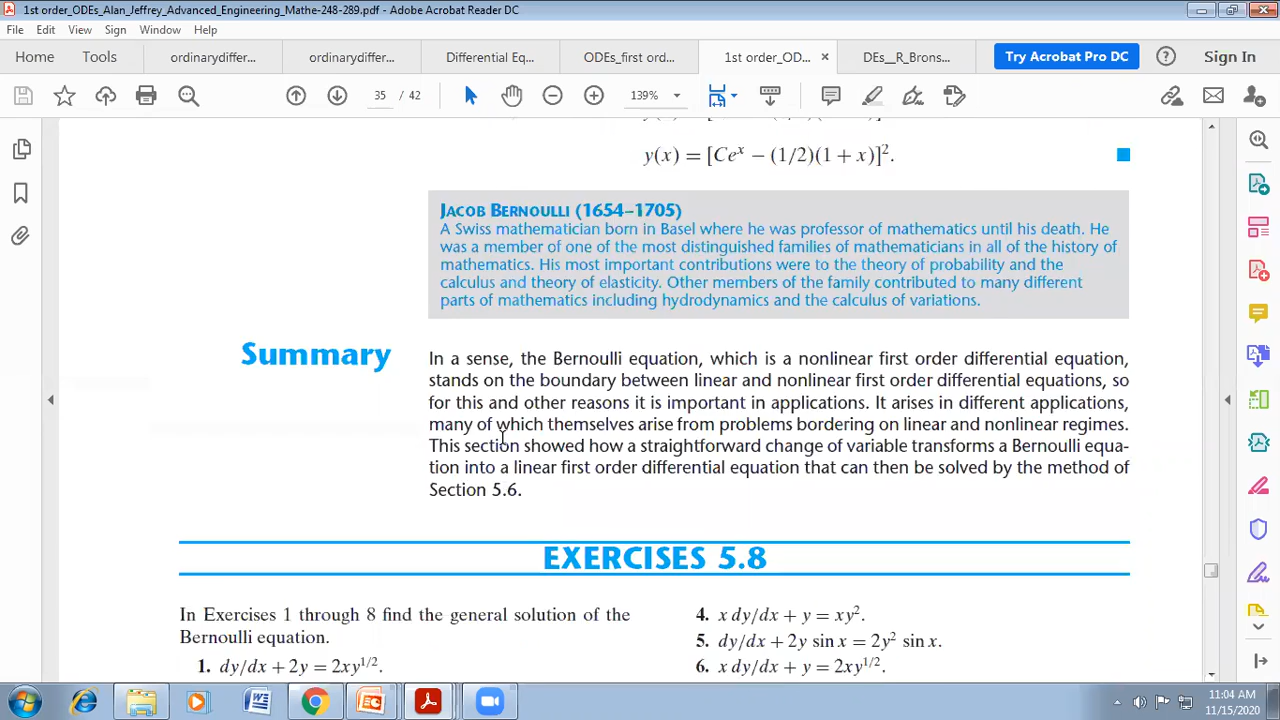 1st order_ODEs_Alan_Jeffrey_Advanced_Engineering_Mathe-248-289.pdf - Adobe Acrobat Reader DC
File Edit View Sign Window Help
Home Tools ordinarydiffer... ordinarydiffer... Differential Eq... ODEs_first ord... 1st order_OD... × DEs__R_Brons... Try Acrobat Pro DC Sign In
35 / 42 139%
y(x) = [Ceˣ − (1/2)(1 + x)]².
JACOB BERNOULLI (1654–1705)
A Swiss mathematician born in Basel where he was professor of mathematics until his death. He
was a member of one of the most distinguished families of mathematicians in all of the history of
mathematics. His most important contributions were to the theory of probability and the
calculus and theory of elasticity. Other members of the family contributed to many different
parts of mathematics including hydrodynamics and the calculus of variations.
Summary
In a sense, the Bernoulli equation, which is a nonlinear first order differential equation,
stands on the boundary between linear and nonlinear first order differential equations, so
for this and other reasons it is important in applications. It arises in different applications,
many of which themselves arise from problems bordering on linear and nonlinear regimes.
This section showed how a straightforward change of variable transforms a Bernoulli equa-
tion into a linear first order differential equation that can then be solved by the method of
Section 5.6.
EXERCISES 5.8
In Exercises 1 through 8 find the general solution of the
Bernoulli equation.
1. dy/dx + 2y = 2xy^{1/2}.
4. x dy/dx + y = xy².
5. dy/dx + 2y sin x = 2y² sin x.
6. x dy/dx + y = 2xy^{1/2}.
11:04 AM
11/15/2020